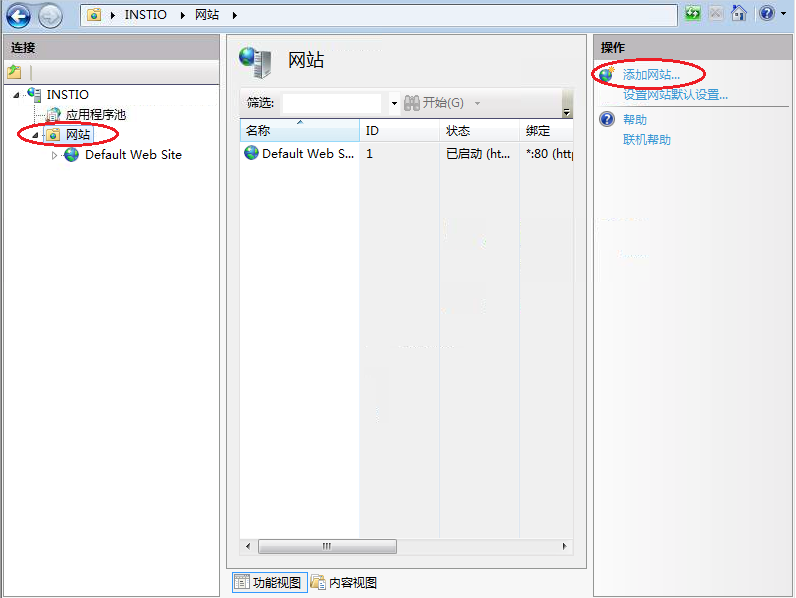 INSTIO 网站
连接
INSTIO
应用程序池
网站
Default Web Site
网站
筛选: 开始(G)
名称 ID 状态 绑定
Default Web S... 1 已启动 (ht... *:80 (http
功能视图 内容视图
操作
添加网站...
设置网站默认设置...
帮助
联机帮助